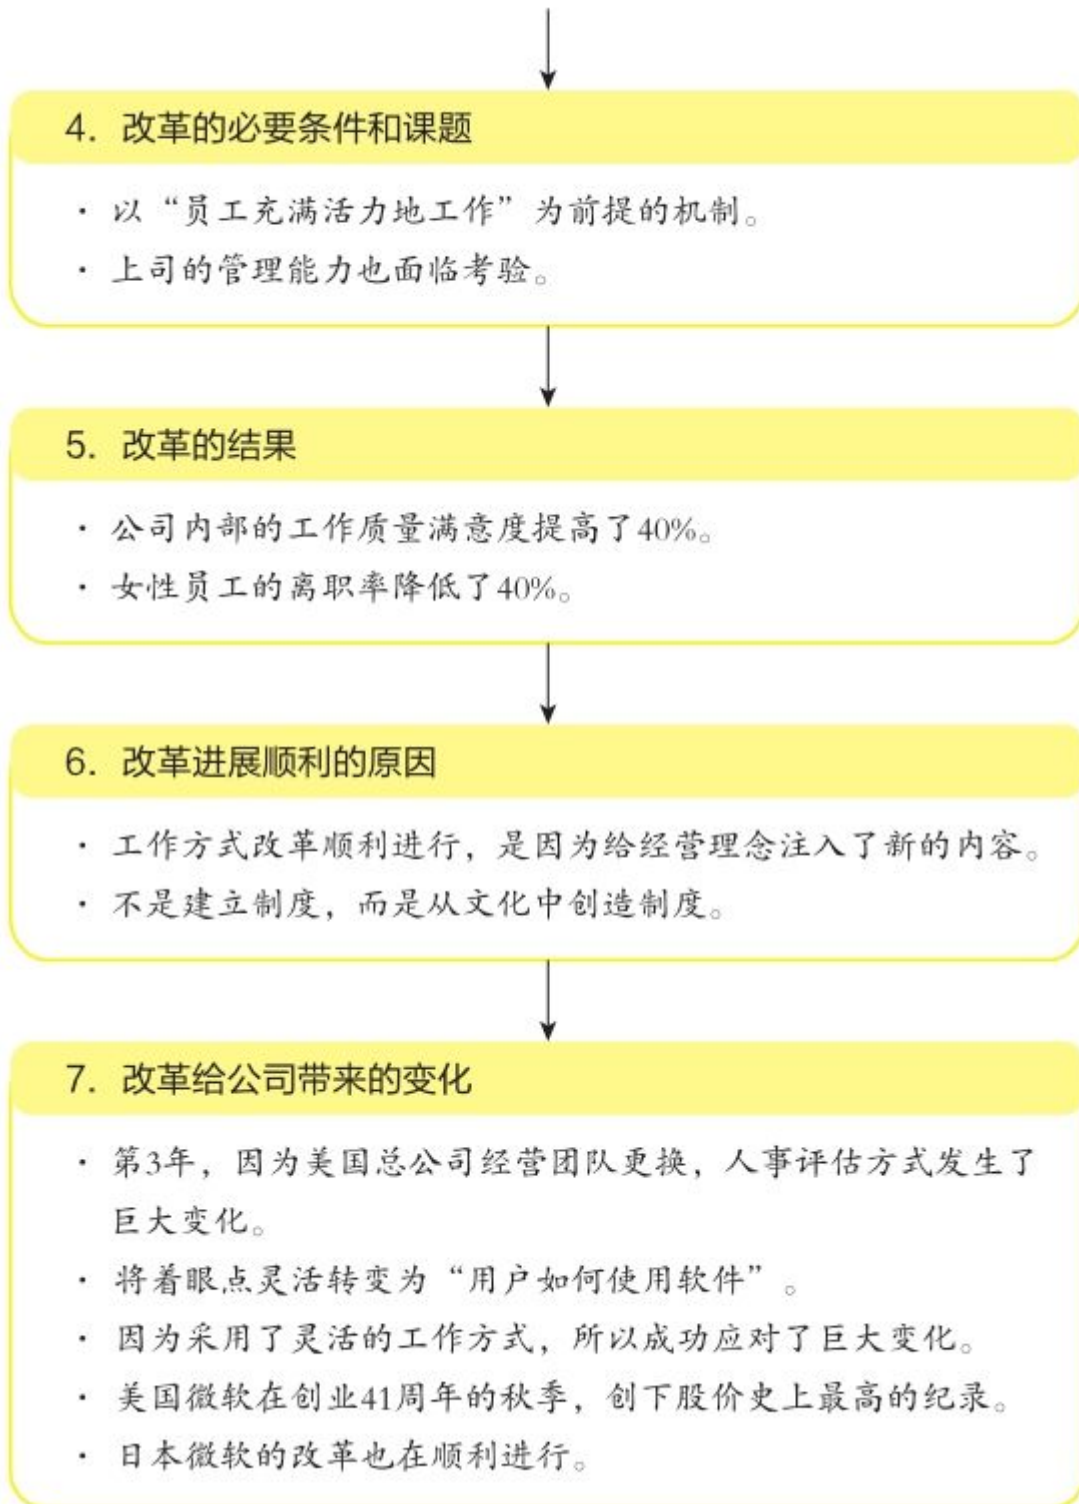 4. 改革的必要条件和课题
· 以“员工充满活力地工作”为前提的机制。
· 上司的管理能力也面临考验。
5. 改革的结果
· 公司内部的工作质量满意度提高了40%。
· 女性员工的离职率降低了40%。
6. 改革进展顺利的原因
· 工作方式改革顺利进行，是因为给经营理念注入了新的内容。
· 不是建立制度，而是从文化中创造制度。
7. 改革给公司带来的变化
· 第3年，因为美国总公司经营团队更换，人事评估方式发生了
巨大变化。
· 将着眼点灵活转变为“用户如何使用软件”。
· 因为采用了灵活的工作方式，所以成功应对了巨大变化。
· 美国微软在创业41周年的秋季，创下股价史上最高的纪录。
· 日本微软的改革也在顺利进行。